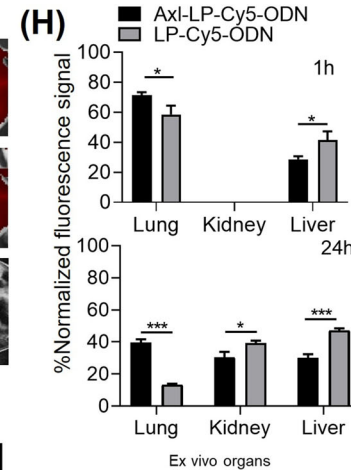 (H)
Axl-LP-Cy5-ODN
LP-Cy5-ODN
%Normalized fluorescence signal
1h
100
80
60
40
20
0
*
*
Lung Kidney Liver
24h
100
80
60
40
20
0
***
*
***
Lung Kidney Liver
Ex vivo organs